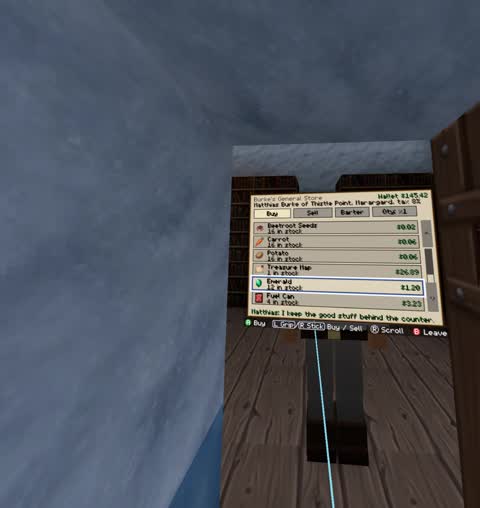 Burke's General Store
Wallet $145.42
Matthias Burke of Thistle Point, Harargard, tax 8%
Buy
Sell
Barter
Qty: x1
Beetroot Seeds
16 in stock
$0.02
Carrot
16 in stock
$0.06
Potato
16 in stock
$0.06
Treasure Map
1 in stock
$26.89
Emerald
12 in stock
$1.20
Fuel Can
4 in stock
$3.23
Matthias: I keep the good stuff behind the counter.
A Buy L Grip/R Stick Buy / Sell R Scroll B Leave